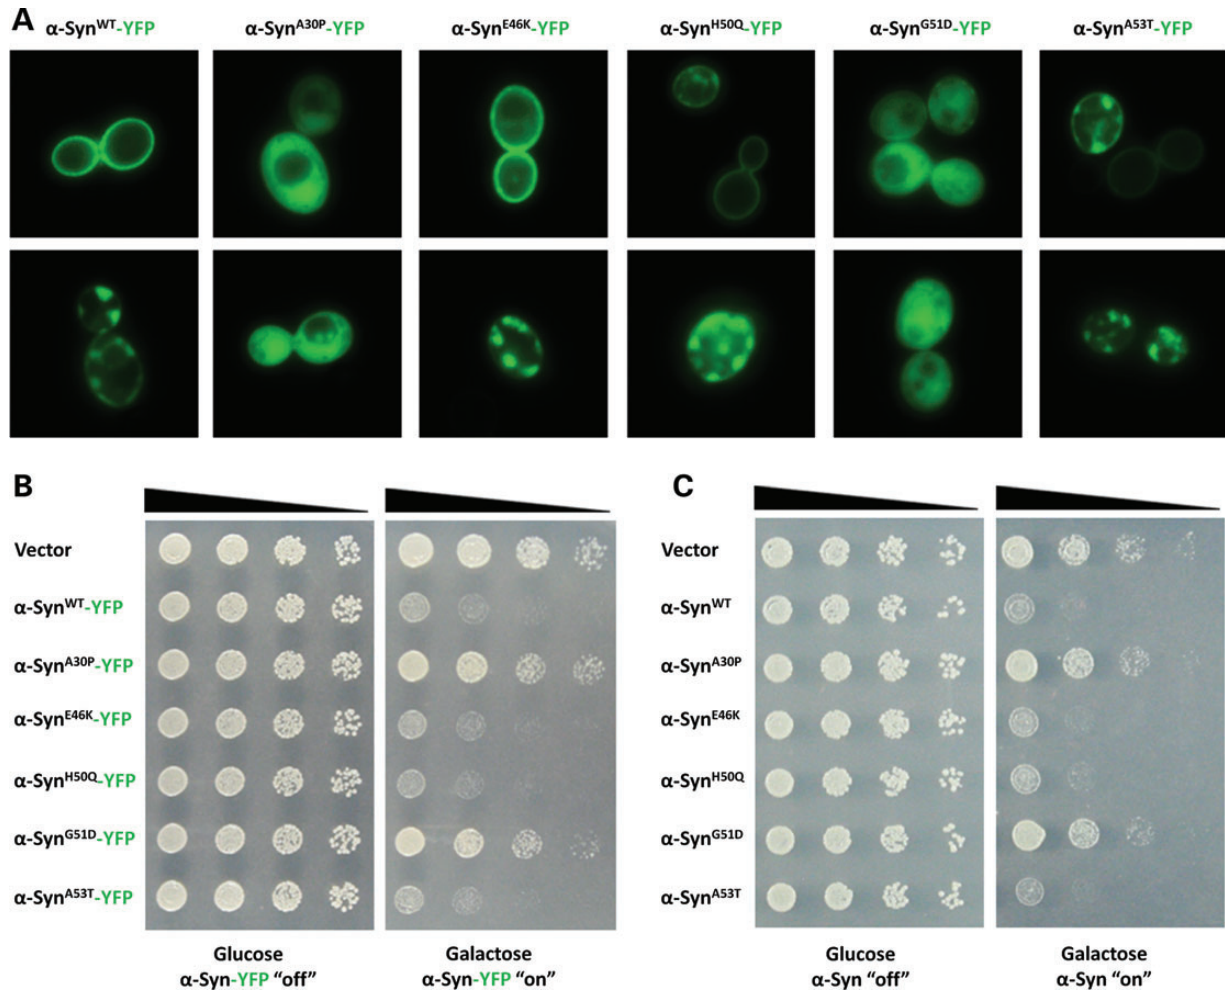 A
α-SynWT-YFP α-SynA30P-YFP α-SynE46K-YFP α-SynH50Q-YFP α-SynG51D-YFP α-SynA53T-YFP
B
Vector
α-SynWT-YFP
α-SynA30P-YFP
α-SynE46K-YFP
α-SynH50Q-YFP
α-SynG51D-YFP
α-SynA53T-YFP
Glucose
α-Syn-YFP “off”
Galactose
α-Syn-YFP “on”
C
Vector
α-SynWT
α-SynA30P
α-SynE46K
α-SynH50Q
α-SynG51D
α-SynA53T
Glucose
α-Syn “off”
Galactose
α-Syn “on”